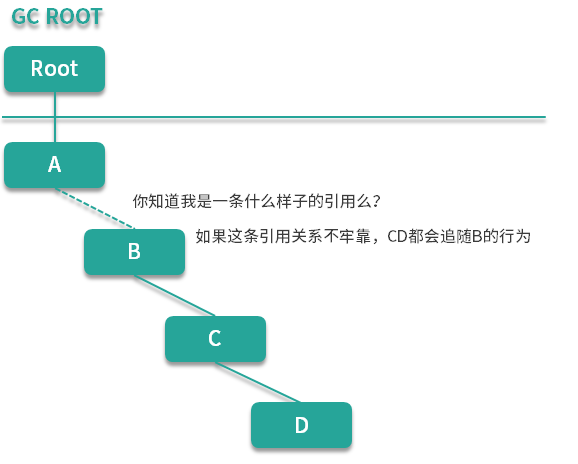 GC ROOT
Root
A
你知道我是一条什么样子的引用么?
如果这条引用关系不牢靠，CD都会追随B的行为
B
C
D